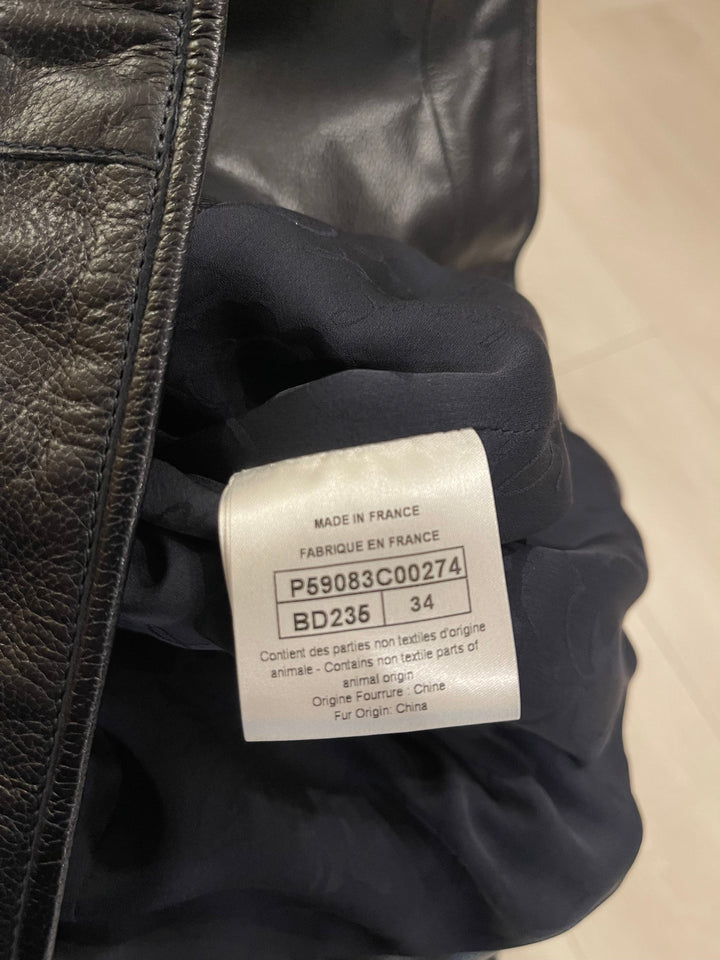 MADE IN FRANCE
FABRIQUE EN FRANCE
P59083C00274
BD235 34
Contient des parties non textiles d'origine
animale - Contains non textile parts of
animal origin
Origine Fourrure : Chine
Fur Origin: China